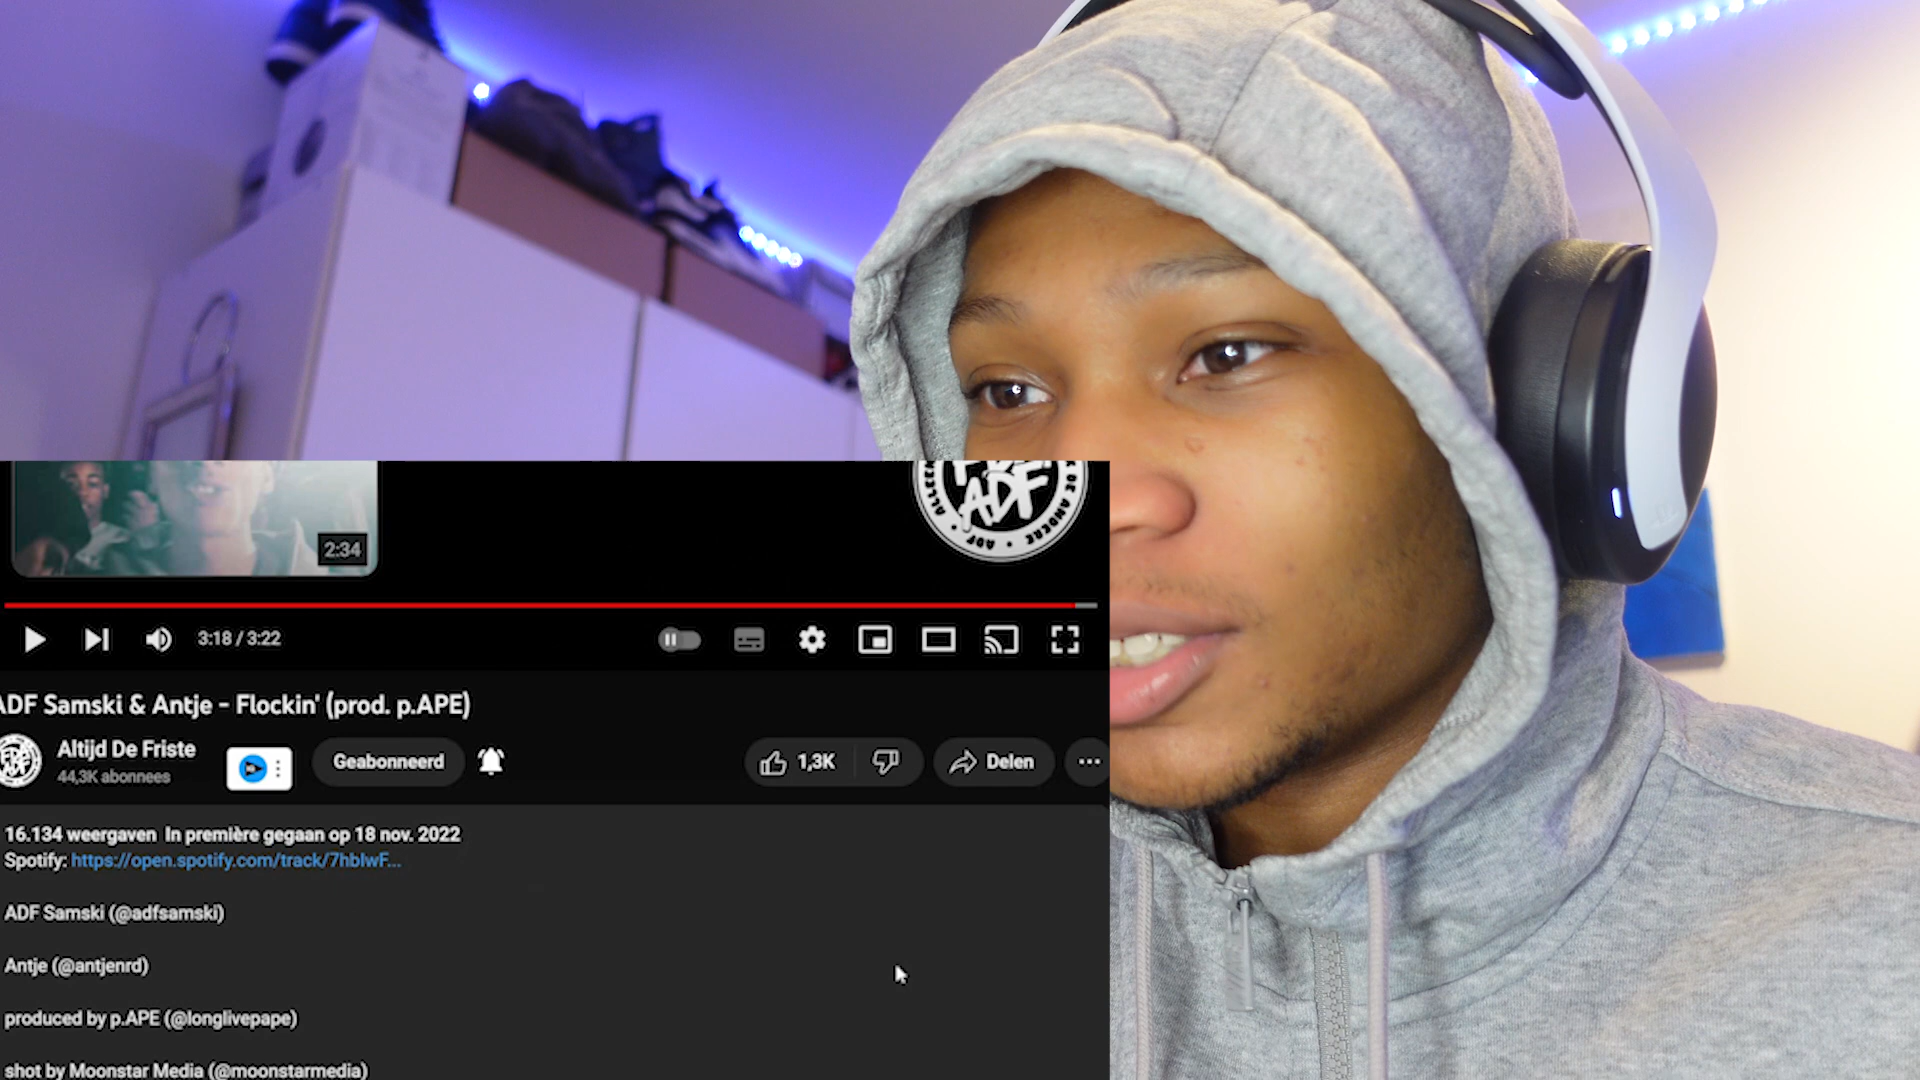 2:34
ADF
ADF
3:18 / 3:22
ADF Samski & Antje - Flockin' (prod. p.APE)
Altijd De Friste
44,3K abonnees
Geabonneerd
1,3K
Delen
16.134 weergaven In première gegaan op 18 nov. 2022
Spotify: https://open.spotify.com/track/7hblwF...
ADF Samski (@adfsamski)
Antje (@antjenrd)
produced by p.APE (@longlivepape)
shot by Moonstar Media (@moonstarmedia)